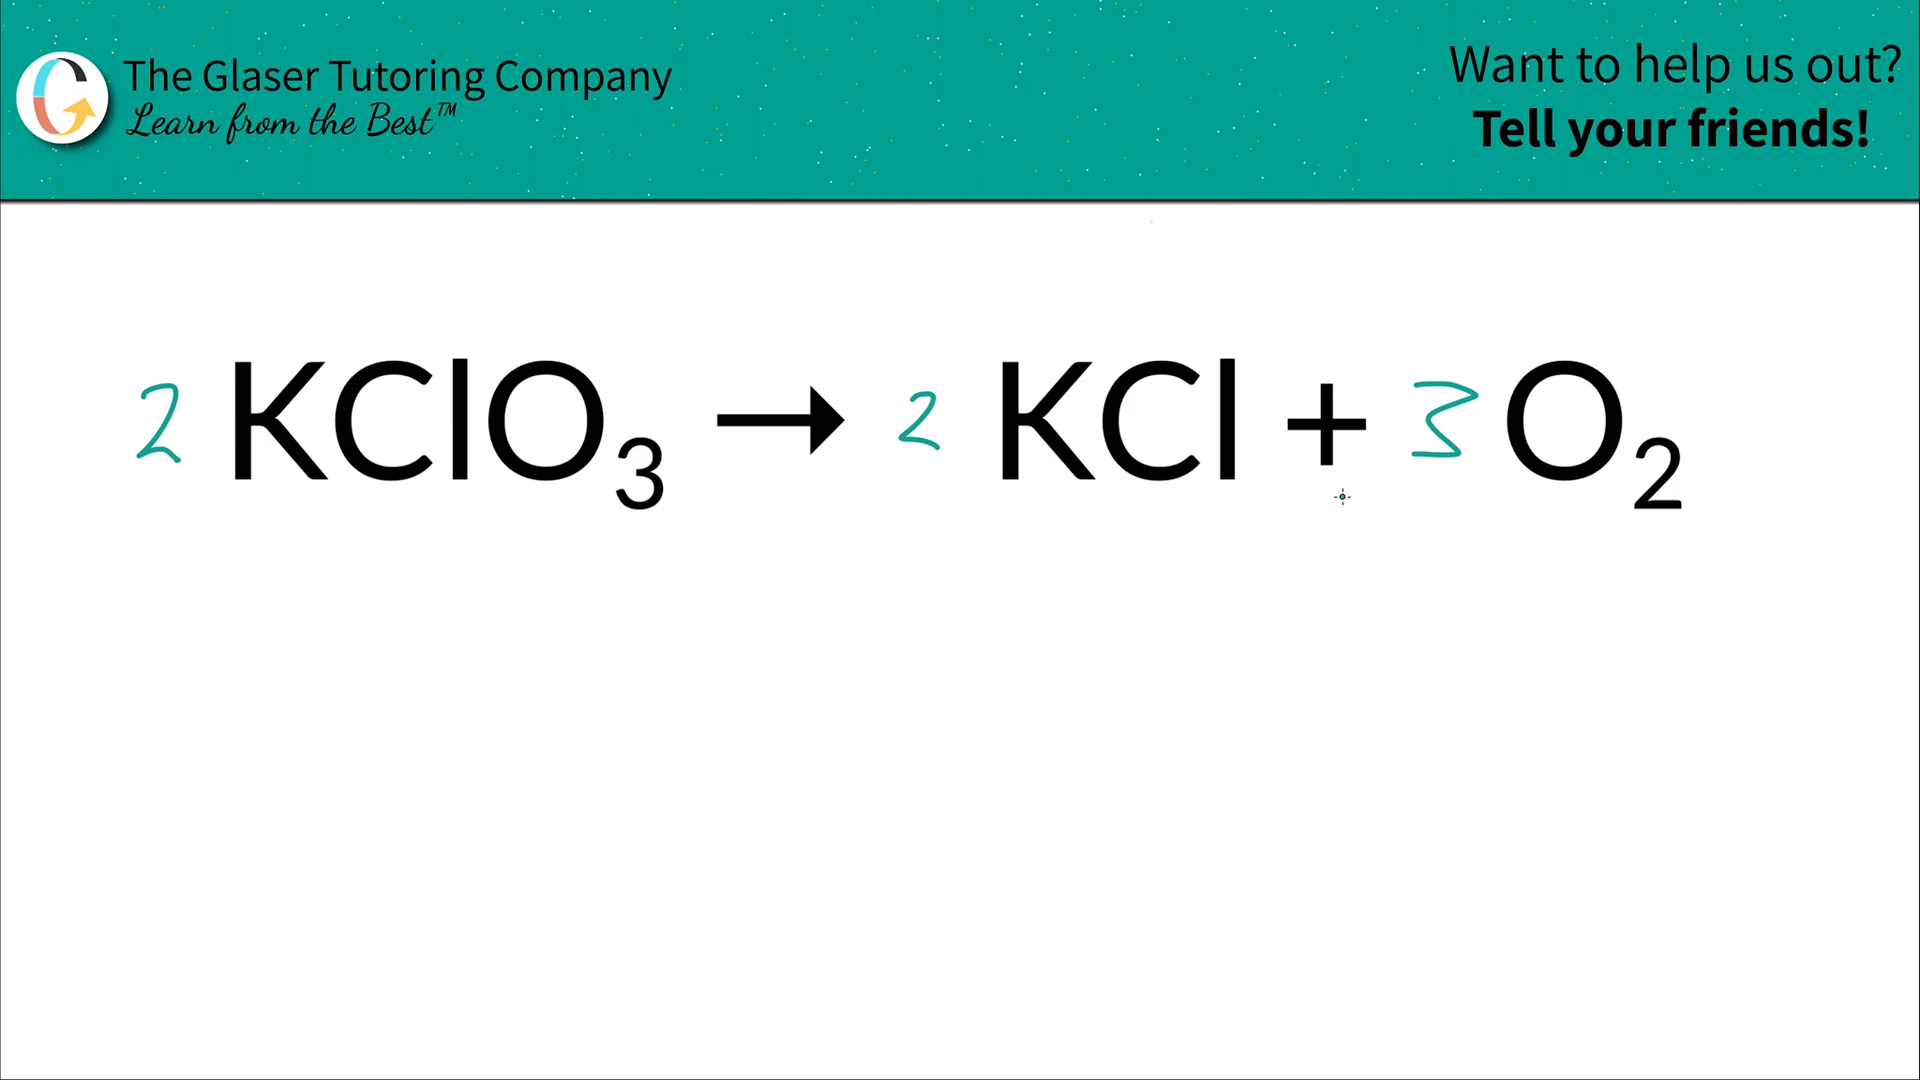 The Glaser Tutoring Company
Learn from the Best™
Want to help us out?
Tell your friends!
2 KClO₃ → 2 KCl + 3 O₂